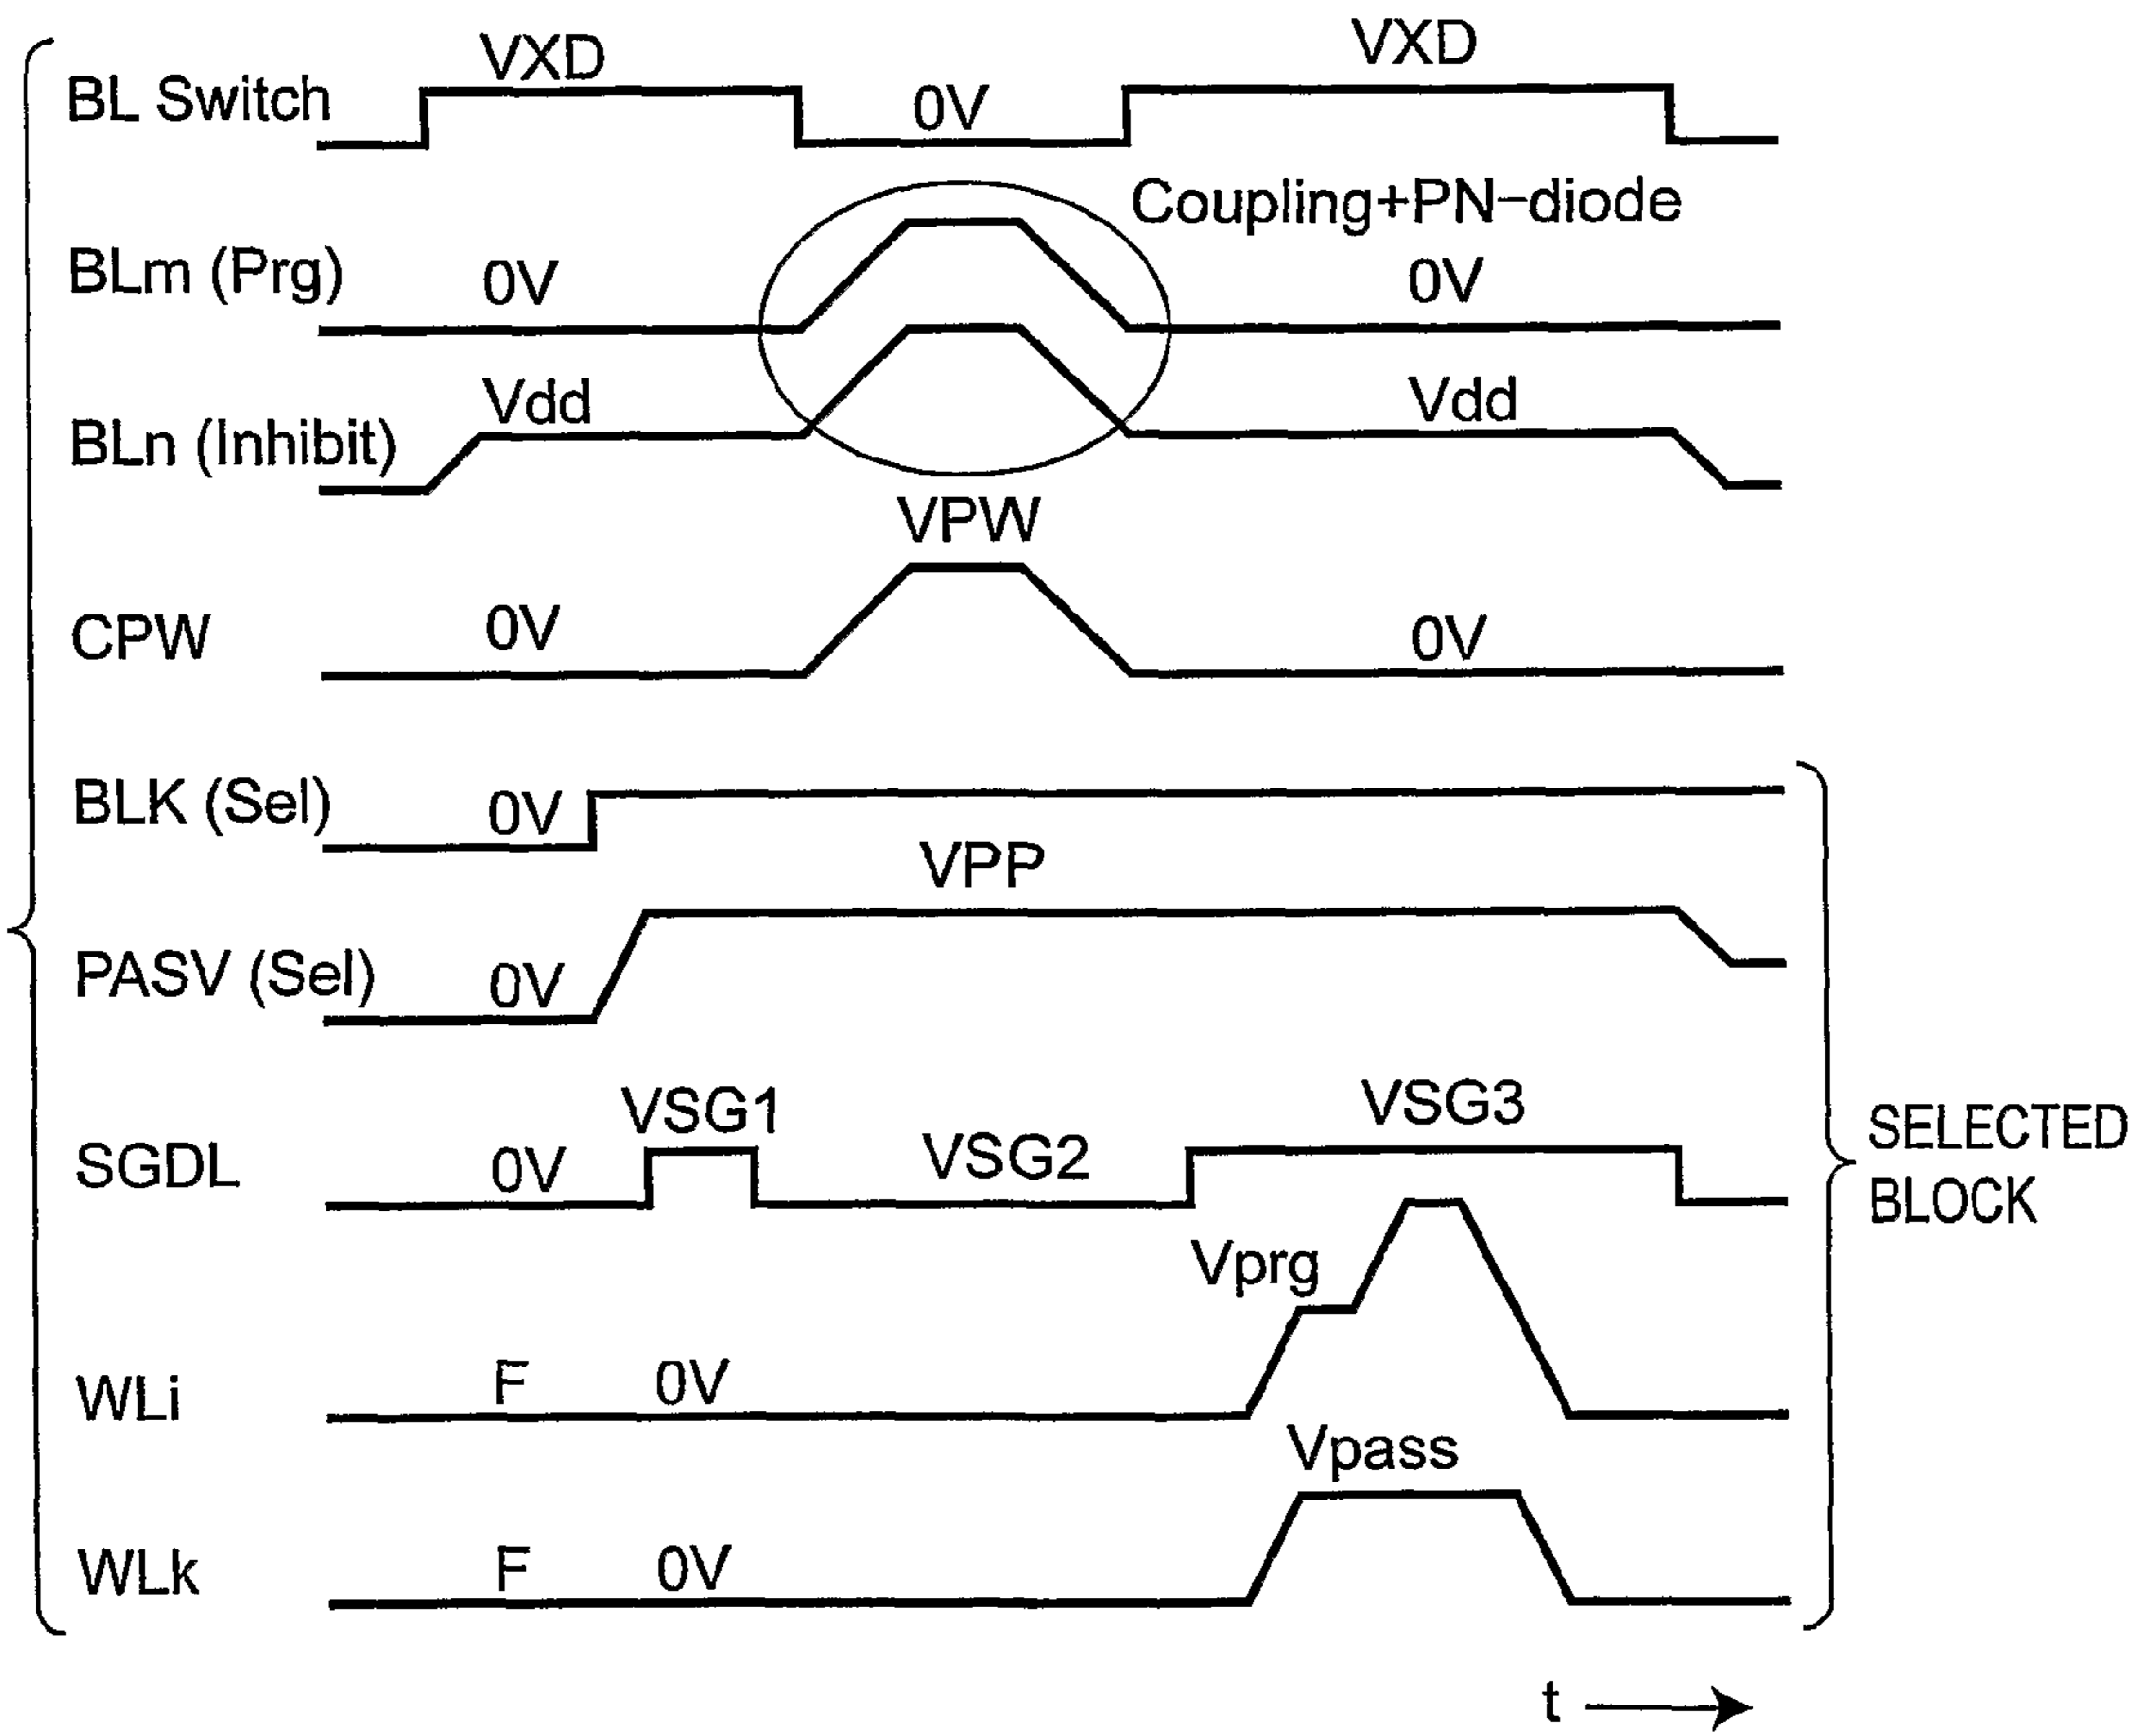 BL Switch VXD 0V VXD
Coupling+PN-diode
BLm (Prg) 0V 0V
BLn (Inhibit) Vdd Vdd
VPW
CPW 0V 0V
BLK (Sel) 0V
VPP
PASV (Sel) 0V
SGDL 0V VSG1 VSG2 VSG3
SELECTED
BLOCK
Vprg
WLi F 0V
Vpass
WLk F 0V
t